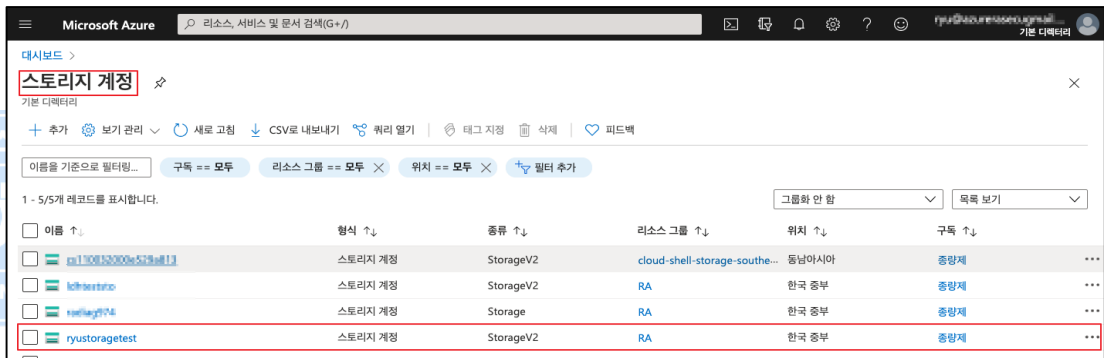 Microsoft Azure 리소스, 서비스 및 문서 검색(G+/)
기본 디렉터리
대시보드 >
스토리지 계정
기본 디렉터리
추가 보기 관리 새로 고침 CSV로 내보내기 쿼리 열기 태그 지정 삭제 피드백
이름을 기준으로 필터링... 구독 == 모두 리소스 그룹 == 모두 위치 == 모두 필터 추가
1 - 5/5개 레코드를 표시합니다. 그룹화 안 함 목록 보기
이름 ↑↓ 형식 ↑↓ 종류 ↑↓ 리소스 그룹 ↑↓ 위치 ↑↓ 구독 ↑↓
스토리지 계정 StorageV2 cloud-shell-storage-southe... 동남아시아 종량제 ...
스토리지 계정 StorageV2 RA 한국 중부 종량제 ...
스토리지 계정 Storage RA 한국 중부 종량제 ...
ryustoragetest 스토리지 계정 StorageV2 RA 한국 중부 종량제 ...